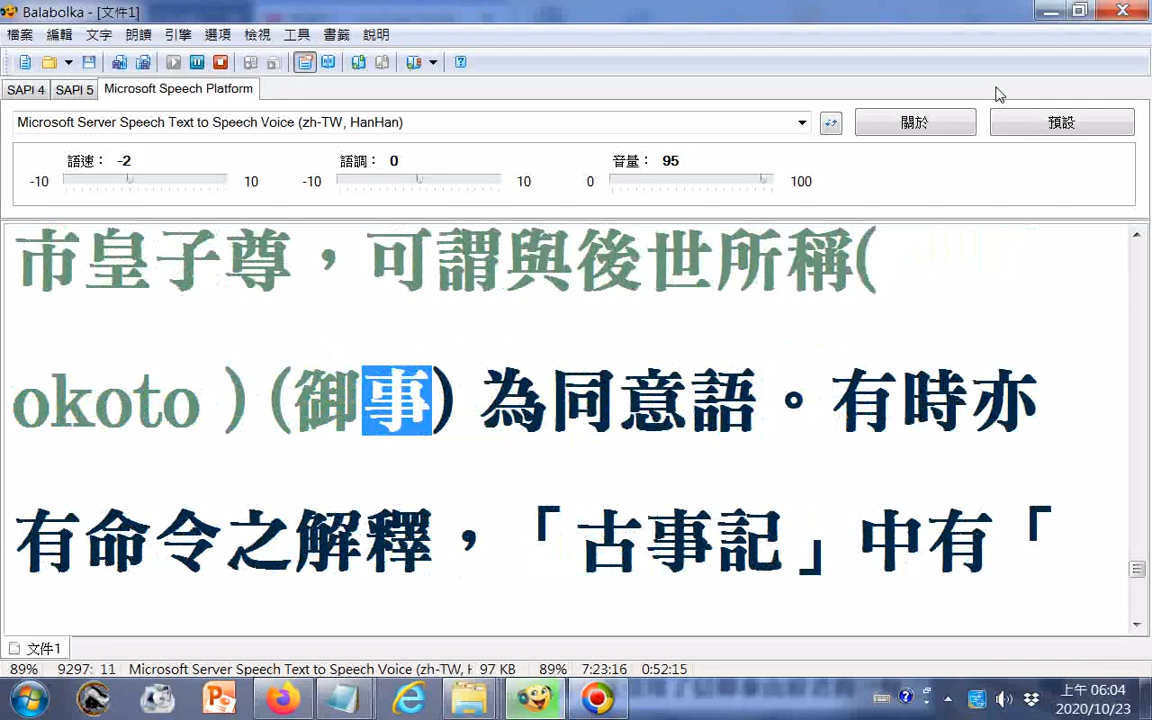 Balabolka - [文件1]
檔案 編輯 文字 朗讀 引擎 選項 檢視 工具 書籤 說明
SAPI 4 SAPI 5 Microsoft Speech Platform
Microsoft Server Speech Text to Speech Voice (zh-TW, HanHan) 關於 預設
語速： -2 語調： 0 音量： 95
-10 10 -10 10 0 100
市皇子尊，可謂與後世所稱(
okoto ) (御事) 為同意語。有時亦
有命令之解釋，「古事記」中有「
文件1
89% 9297: 11 Microsoft Server Speech Text to Speech Voice (zh-TW, H 97 KB 89% 7:23:16 0:52:15
上午 06:04
2020/10/23